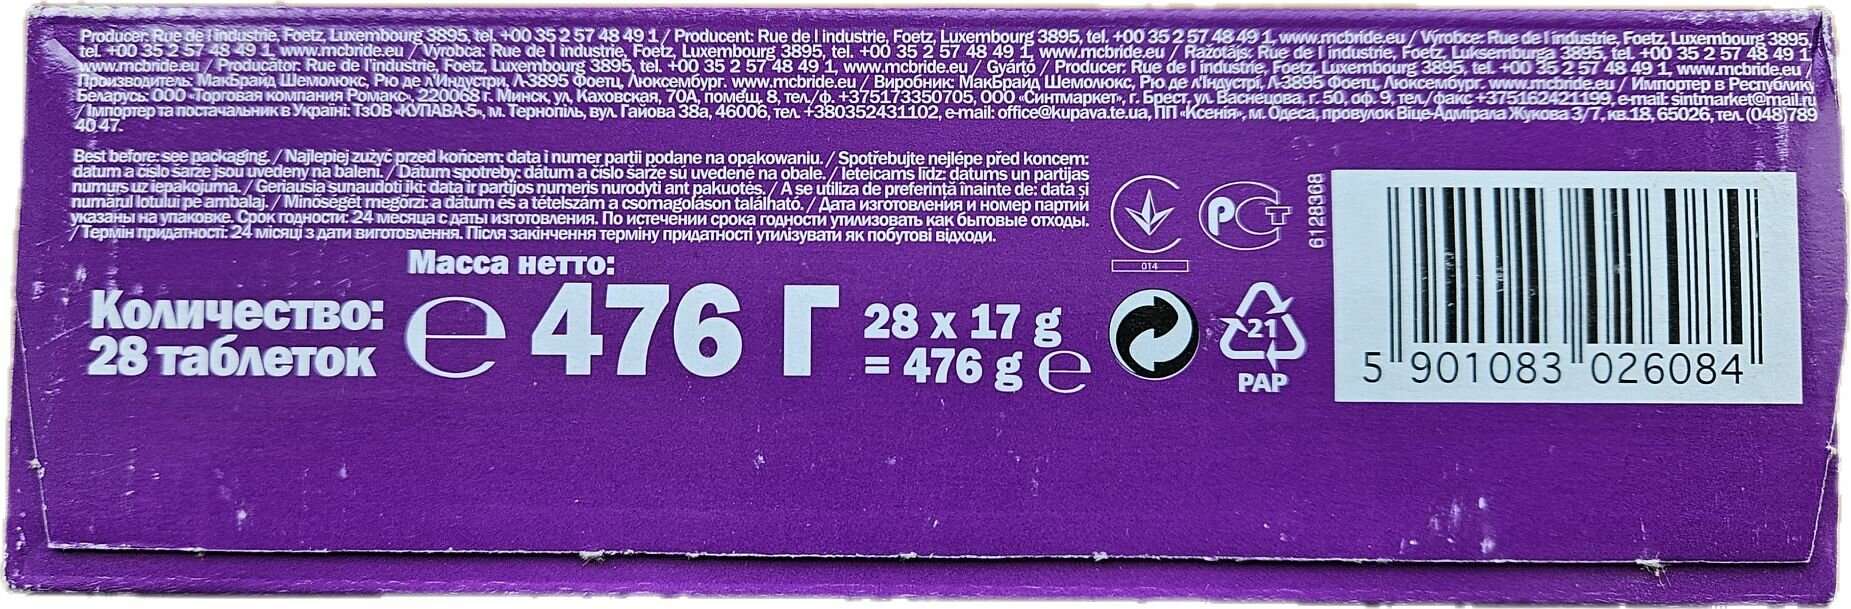 Producer: Rue de l industrie, Foetz, Luxembourg 3895, tel. +00 35 2 57 48 49 1 / Producent: Rue de l industrie, Foetz, Luxembourg 3895, tel. +00 35 2 57 48 49 1, www.mcbride.eu / Výrobce: Rue de l industrie, Foetz, Luxembourg 3895,
tel. +00 35 2 57 48 49 1, www.mcbride.eu / Výrobca: Rue de l industrie, Foetz, Luxembourg 3895, tel. +00 35 2 57 48 49 1, www.mcbride.eu / Ražotājs: Rue de l industrie, Foetz, Luksemburga 3895, tel. +00 35 2 57 48 49 1,
www.mcbride.eu / Producător: Rue de l'industrie, Foetz, Luxemburg 3895, tel. +00 35 2 57 48 49 1, www.mcbride.eu / Gyártó / Producer: Rue de l industrie, Foetz, Luxemburg 3895, tel. +00 35 2 57 48 49 1, www.mcbride.eu /
Производитель: МакБрайд Шемолюкс, Рю де л'Индустри, Л-3895 Фоетц, Люксембург. www.mcbride.eu / Виробник: МакБрайд Шемолюкс, Рю де л'Індустрі, Л-3895 Фоетц, Люксембург. www.mcbride.eu / Импортер в Республику
Беларусь: ООО «Торговая компания Ромакс», 220068 г. Минск, ул. Каховская, 70А, помещ. 8, тел./ф. +375173350705, ООО «Синтмаркет», г. Брест, ул. Васнецова, г. 50, оф. 9, тел./факс +375162421199, e-mail: sintmarket@mail.ru
/ Імпортер та постачальник в Україні: ТзОВ «КУПАВА-5», м. Тернопіль, вул. Гайова 38а, 46006, тел. +380352431102, e-mail: office@kupava.te.ua, ПП «Ксенія», м. Одеса, провулок Віце-Адмірала Жукова 3/7, кв.18, 65026, тел. (048)789
40 47.
Best before: see packaging. / Najlepiej zużyć przed końcem: data i numer partii podane na opakowaniu. / Spotřebujte nejlépe před koncem:
datum a číslo šarže jsou uvedeny na balení. / Dátum spotreby: dátum a číslo šarže sú uvedené na obale. / Ieteicams līdz: datums un partijas
numurs uz iepakojuma. / Geriausia sunaudoti iki: data ir partijos numeris nurodyti ant pakuotės. / A se utiliza de preferinţă înainte de: data şi
numărul lotului pe ambalaj. / Minőségét megőrzi: a dátum és a tételszám a csomagoláson található. / Дата изготовления и номер партии
указаны на упаковке. Срок годности: 24 месяца с даты изготовления. По истечении срока годности утилизовать как бытовые отходы.
/ Термін придатності: 24 місяці з дати виготовлення. Після закінчення терміну придатності утилізувати як побутові відходи.
Масса нетто:
Количество:
28 таблеток
℮ 476 Г
28 x 17 g
= 476 g ℮
014
РСТ
6128368
21
PAP
5 901083 026084